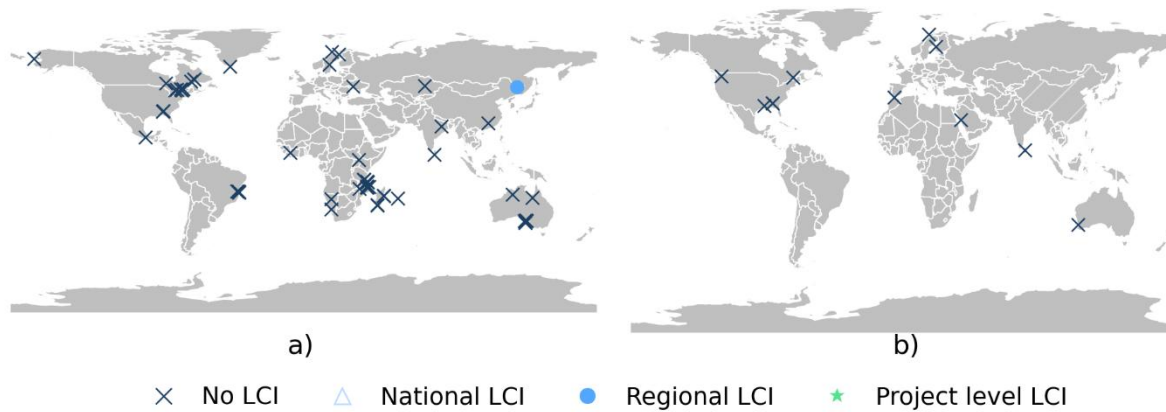 a)
b)
No LCI
National LCI
Regional LCI
Project level LCI